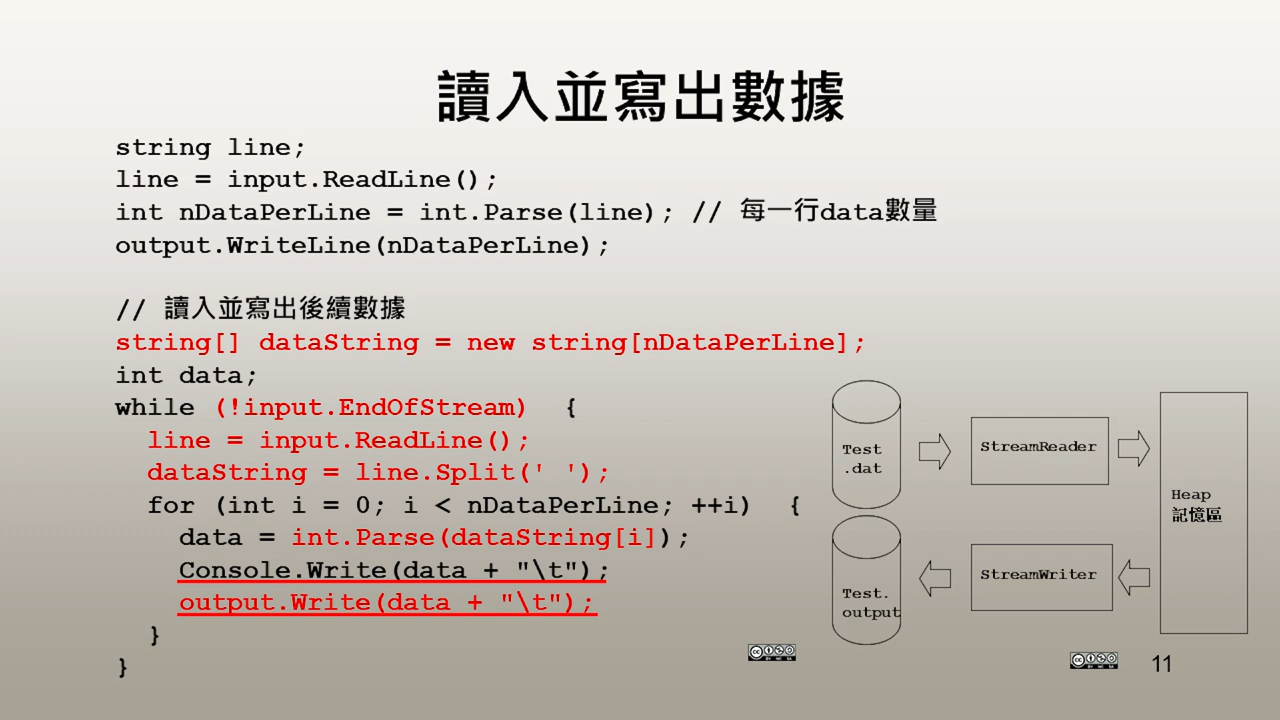 讀入並寫出數據
string line;
line = input.ReadLine();
int nDataPerLine = int.Parse(line); // 每一行data數量
output.WriteLine(nDataPerLine);
// 讀入並寫出後續數據
string[] dataString = new string[nDataPerLine];
int data;
while (!input.EndOfStream) {
line = input.ReadLine();
dataString = line.Split(' ');
for (int i = 0; i < nDataPerLine; ++i) {
data = int.Parse(dataString[i]);
Console.Write(data + "\t");
output.Write(data + "\t");
}
}
Test
.dat
StreamReader
Heap
記憶區
Test.
output
StreamWriter
11